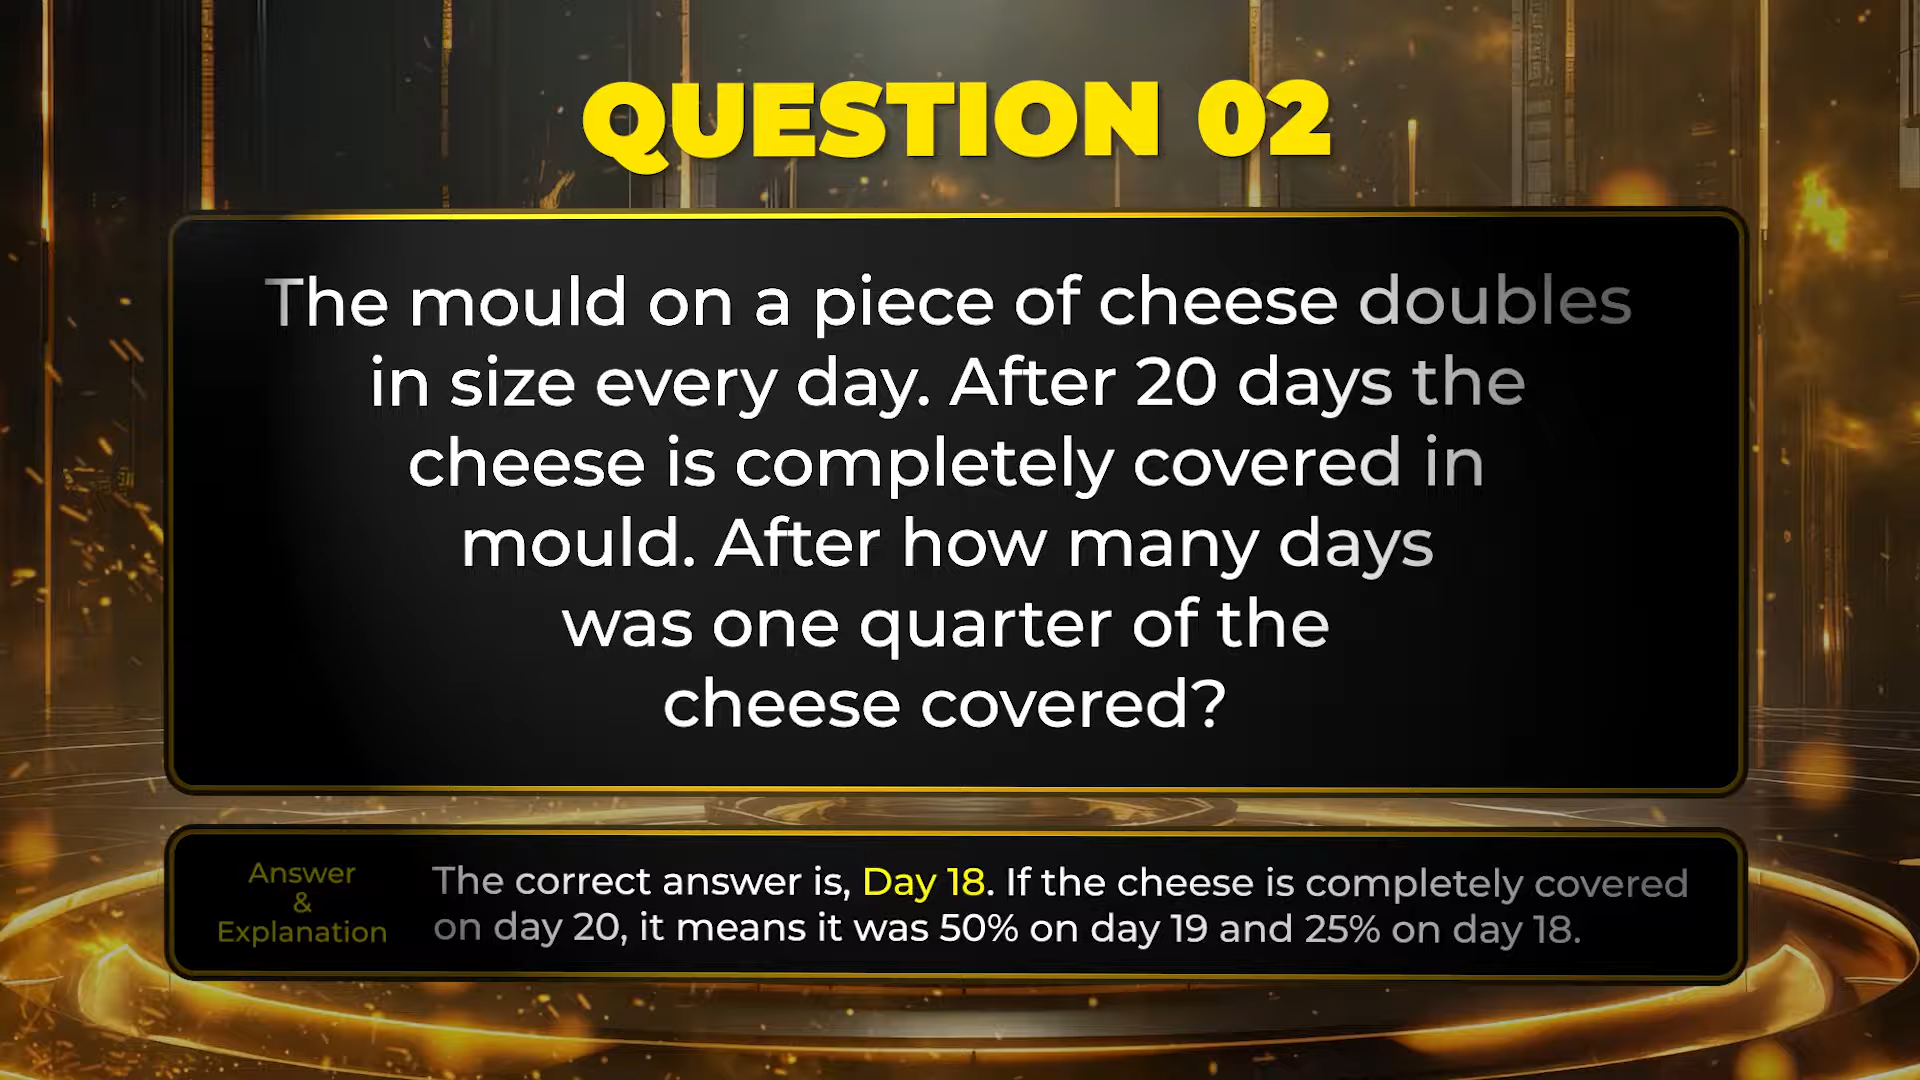 QUESTION 02
The mould on a piece of cheese doubles
in size every day. After 20 days the
cheese is completely covered in
mould. After how many days
was one quarter of the
cheese covered?
Answer
&
Explanation
The correct answer is, Day 18. If the cheese is completely covered
on day 20, it means it was 50% on day 19 and 25% on day 18.